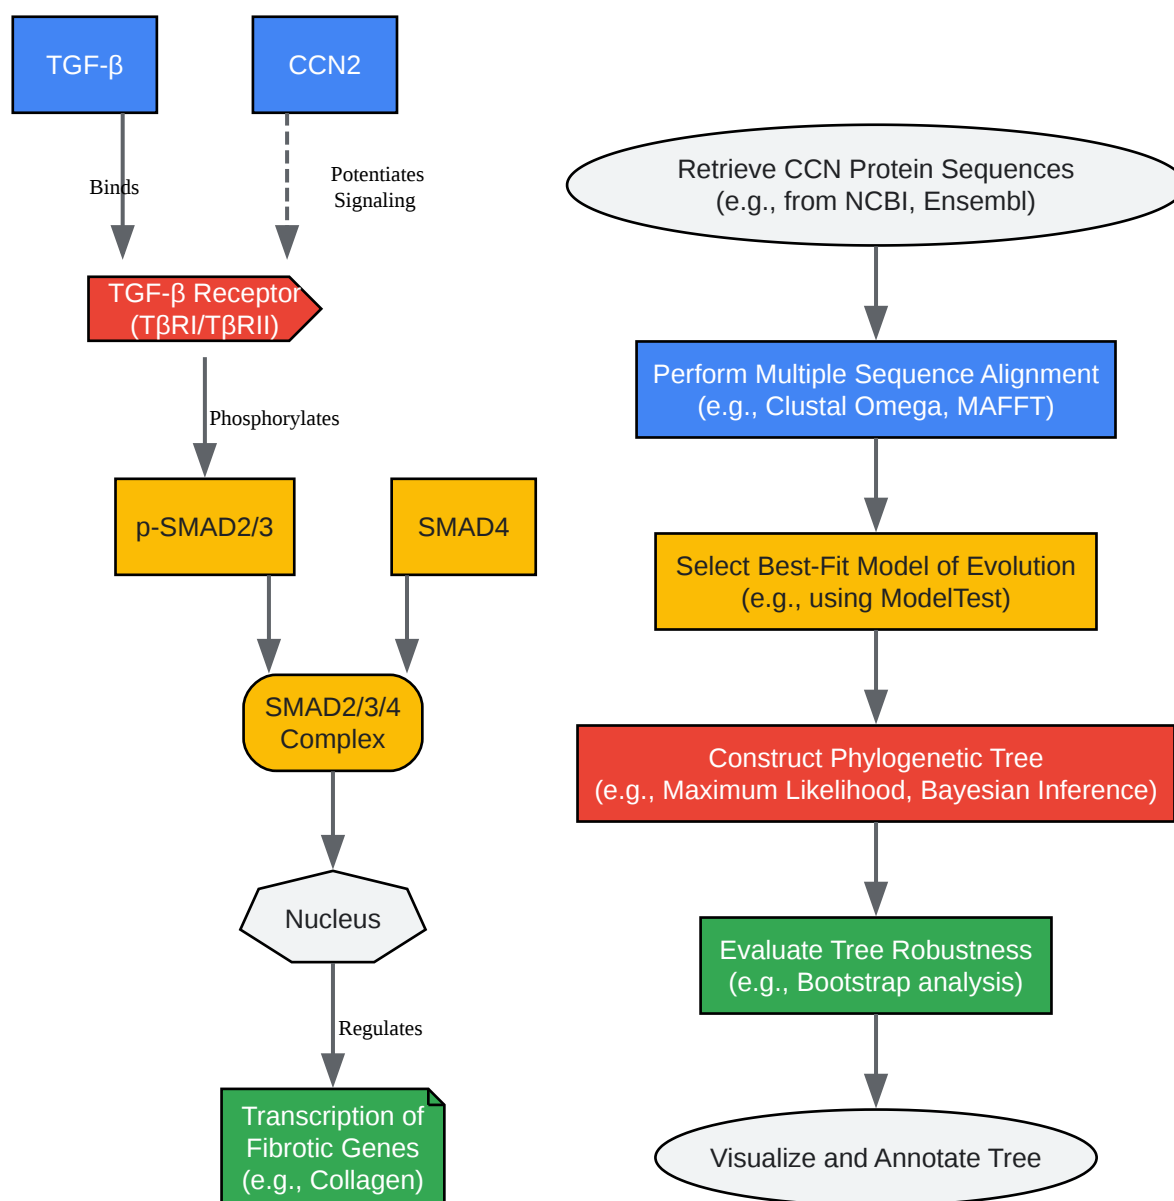 TGF-β
CCN2
Binds
Potentiates
Signaling
TGF-β Receptor
(TβRI/TβRII)
Phosphorylates
p-SMAD2/3
SMAD4
SMAD2/3/4
Complex
Nucleus
Regulates
Transcription of
Fibrotic Genes
(e.g., Collagen)
Retrieve CCN Protein Sequences
(e.g., from NCBI, Ensembl)
Perform Multiple Sequence Alignment
(e.g., Clustal Omega, MAFFT)
Select Best-Fit Model of Evolution
(e.g., using ModelTest)
Construct Phylogenetic Tree
(e.g., Maximum Likelihood, Bayesian Inference)
Evaluate Tree Robustness
(e.g., Bootstrap analysis)
Visualize and Annotate Tree